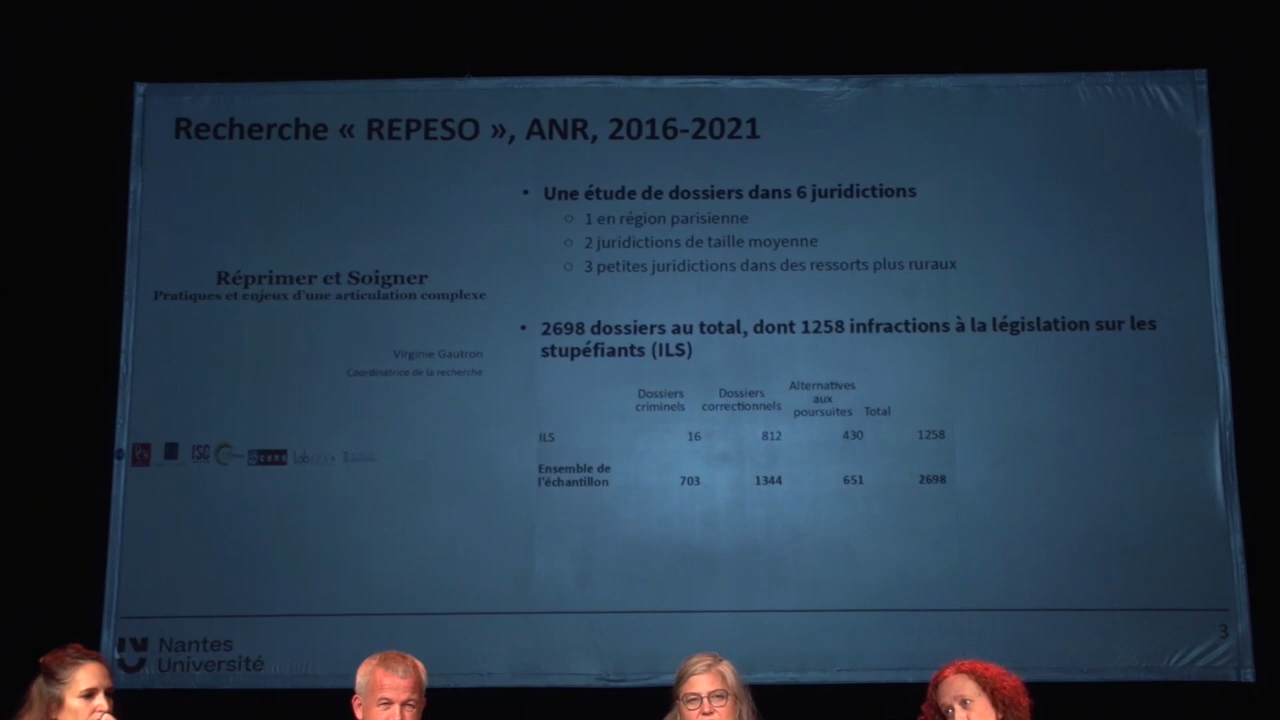 Recherche « REPESO », ANR, 2016-2021
• Une étude de dossiers dans 6 juridictions
○ 1 en région parisienne
○ 2 juridictions de taille moyenne
○ 3 petites juridictions dans des ressorts plus ruraux
Réprimer et Soigner
Pratiques et enjeux d'une articulation complexe
Virginie Gautron
Coordinatrice de la recherche
• 2698 dossiers au total, dont 1258 infractions à la législation sur les
stupéfiants (ILS)
Dossiers criminels Dossiers correctionnels Alternatives aux poursuites Total
ILS 16 812 430 1258
Ensemble de l'échantillon 703 1344 651 2698
ISC
Nantes
Université
3